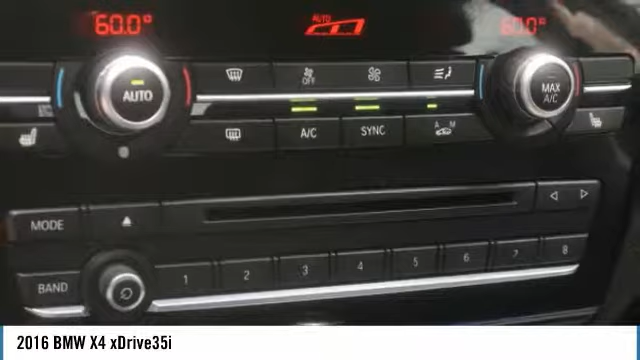 60.0° AUTO 60.0°
AUTO OFF MAX A/C
A/C SYNC A M
MODE
BAND 1 2 3 4 5 6 7 8
2016 BMW X4 xDrive35i